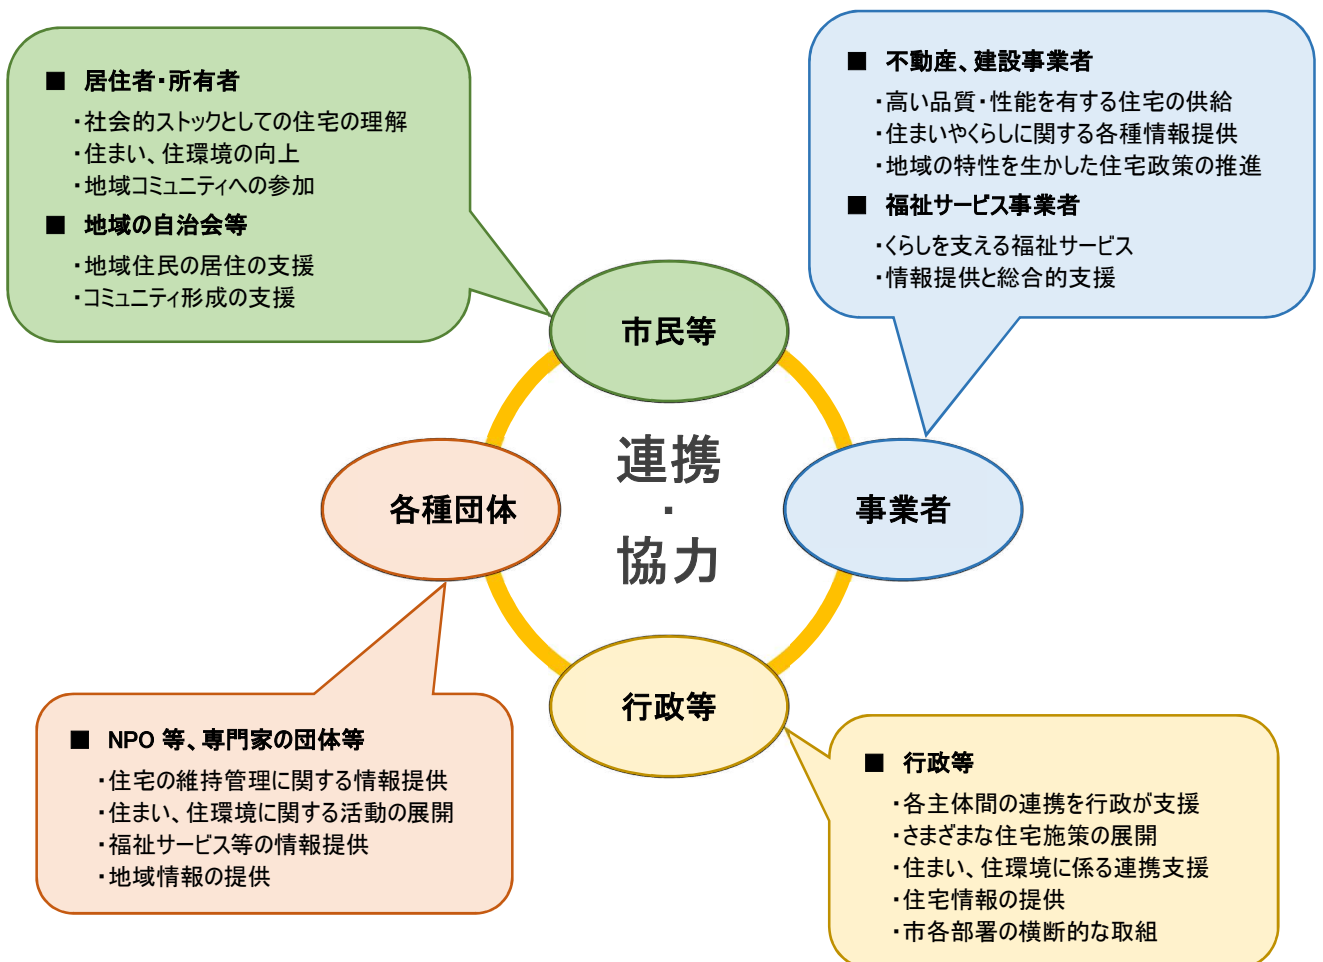 ■ 居住者・所有者
・社会的ストックとしての住宅の理解
・住まい、住環境の向上
・地域コミュニティへの参加
■ 地域の自治会等
・地域住民の居住の支援
・コミュニティ形成の支援
■ 不動産、建設事業者
・高い品質・性能を有する住宅の供給
・住まいやくらしに関する各種情報提供
・地域の特性を生かした住宅政策の推進
■ 福祉サービス事業者
・くらしを支える福祉サービス
・情報提供と総合的支援
市民等
連携
・
協力
各種団体
事業者
行政等
■ NPO 等、専門家の団体等
・住宅の維持管理に関する情報提供
・住まい、住環境に関する活動の展開
・福祉サービス等の情報提供
・地域情報の提供
■ 行政等
・各主体間の連携を行政が支援
・さまざまな住宅施策の展開
・住まい、住環境に係る連携支援
・住宅情報の提供
・市各部署の横断的な取組